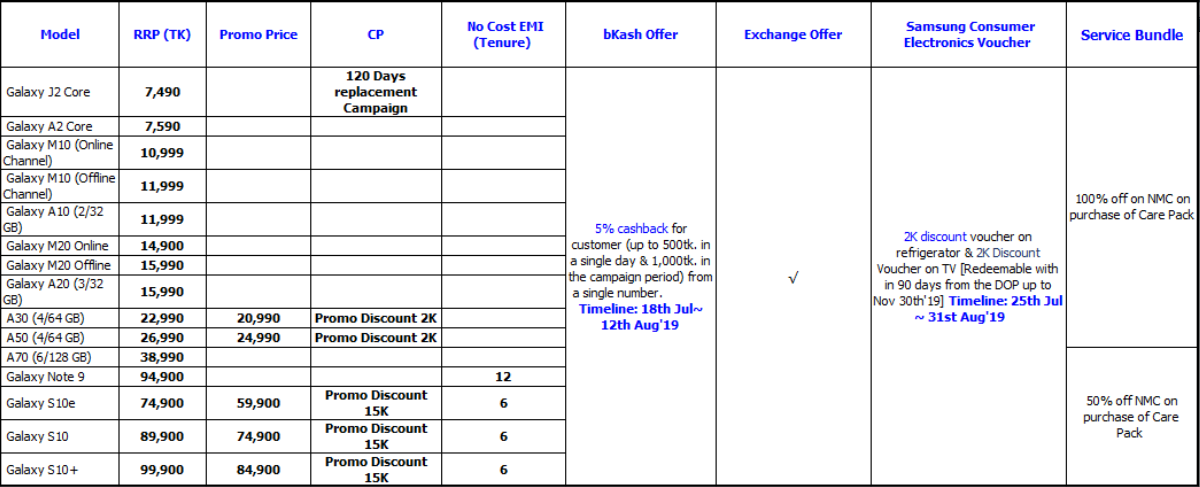 Model RRP (TK) Promo Price CP No Cost EMI (Tenure) bKash Offer Exchange Offer Samsung Consumer Electronics Voucher Service Bundle
Galaxy J2 Core 7,490 120 Days replacement Campaign
Galaxy A2 Core 7,590
Galaxy M10 (Online Channel) 10,999
Galaxy M10 (Offline Channel) 11,999
Galaxy A10 (2/32 GB) 11,999
Galaxy M20 Online 14,900
Galaxy M20 Offline 15,990
Galaxy A20 (3/32 GB) 15,990
A30 (4/64 GB) 22,990 20,990 Promo Discount 2K
A50 (4/64 GB) 26,990 24,990 Promo Discount 2K
A70 (6/128 GB) 38,990
Galaxy Note 9 94,900 12
Galaxy S10e 74,900 59,900 Promo Discount 15K 6
Galaxy S10 89,900 74,900 Promo Discount 15K 6
Galaxy S10+ 99,900 84,900 Promo Discount 15K 6
5% cashback for
customer (up to 500tk. in
a single day & 1,000tk. in
the campaign period) from
a single number.
Timeline: 18th Jul~
12th Aug'19
√
2K discount voucher on
refrigerator & 2K Discount
Voucher on TV [Redeemable with
in 90 days from the DOP up to
Nov 30th'19] Timeline: 25th Jul
~ 31st Aug'19
100% off on NMC on
purchase of Care Pack
50% off NMC on
purchase of Care
Pack